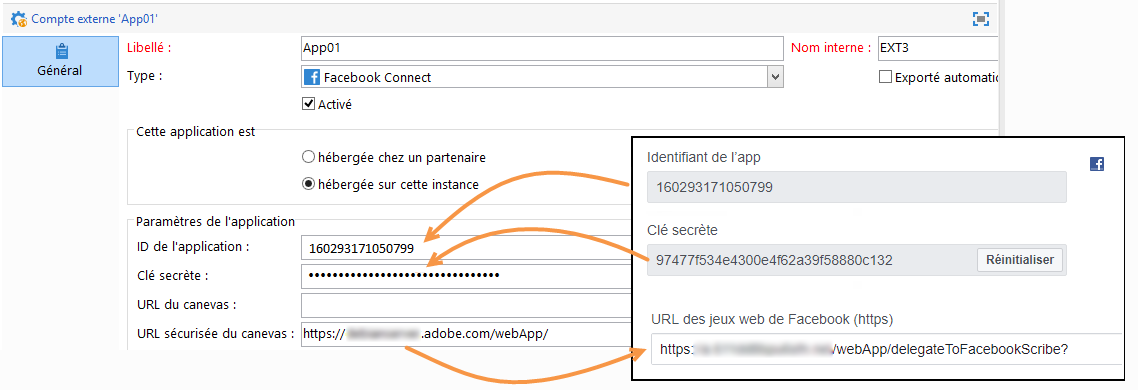 Compte externe 'App01'
Général
Libellé :
App01
Nom interne :
EXT3
Type :
Facebook Connect
Exporté automatic
Activé
Cette application est
hébergée chez un partenaire
hébergée sur cette instance
Paramètres de l'application
ID de l'application :
160293171050799
Clé secrète :
••••••••••••••••••••••••••••••••
URL du canevas :
URL sécurisée du canevas :
https:// .adobe.com/webApp/
Identifiant de l'app
160293171050799
Clé secrète
97477f534e4300e4f62a39f58880c132
Réinitialiser
URL des jeux web de Facebook (https)
https: /webApp/delegateToFacebookScribe?